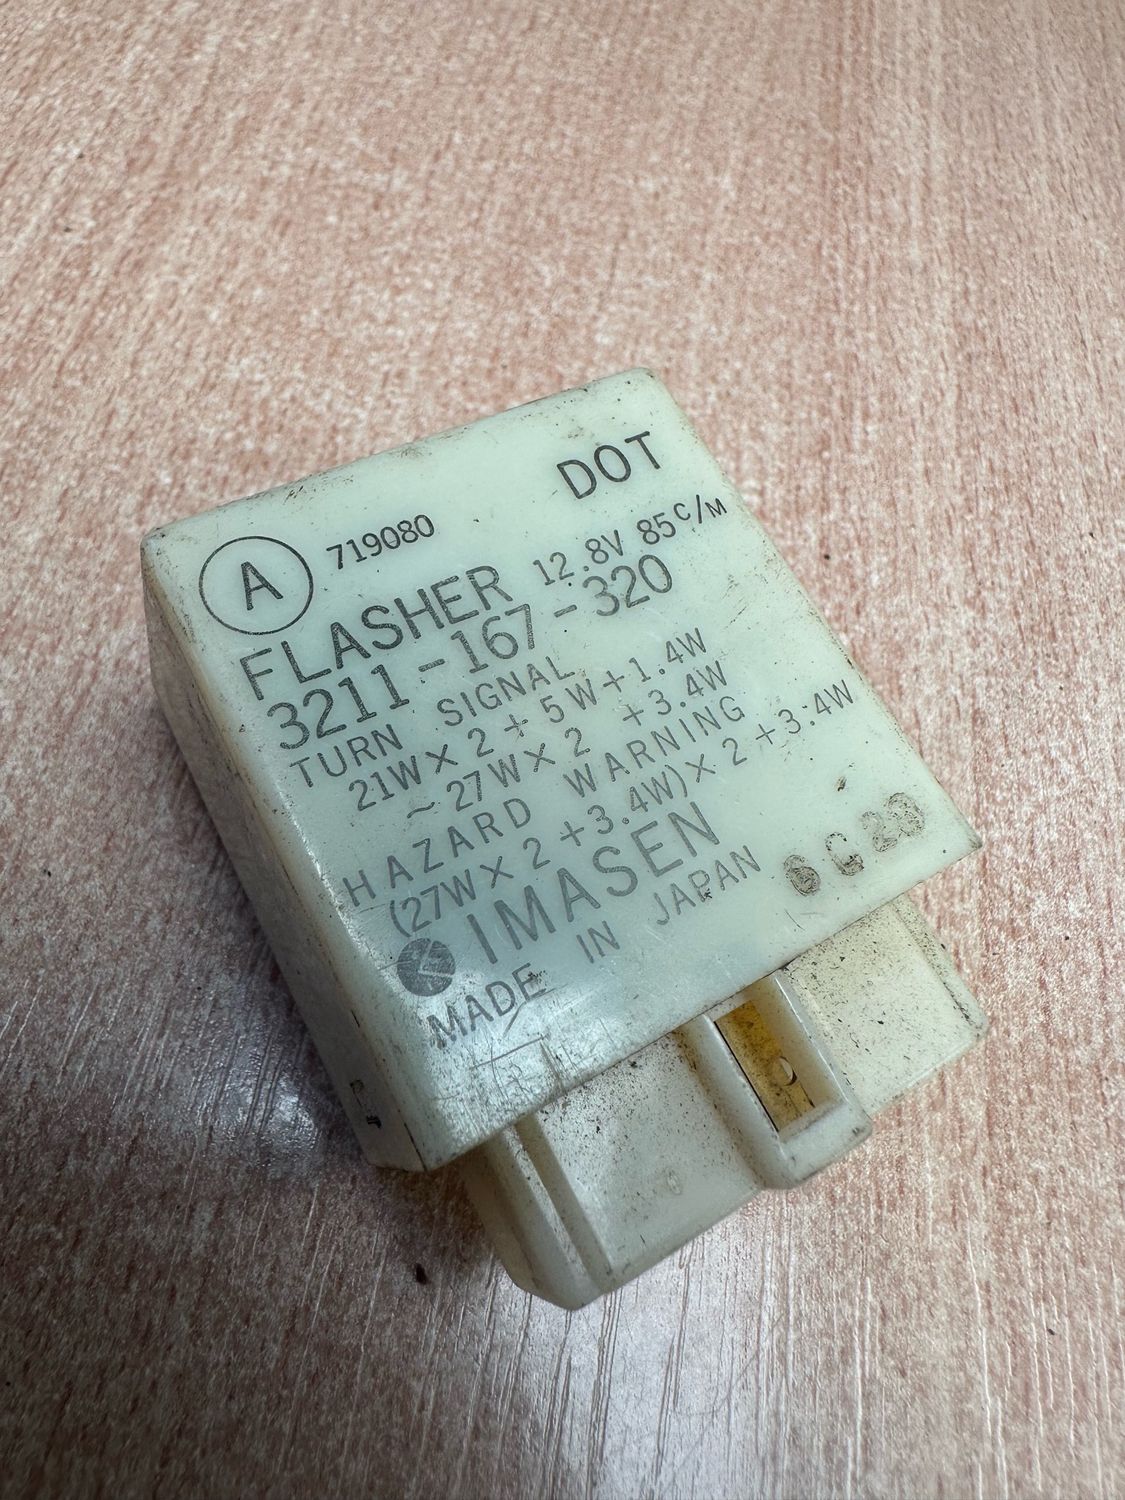 DOT
A 719080
FLASHER 12.8V 85C/M
3211-167-320
TURN SIGNAL
21W×2+5W+1.4W
~27W×2 +3.4W
HAZARD WARNING
(27W×2+3.4W)×2+3.4W
IMASEN
MADE IN JAPAN